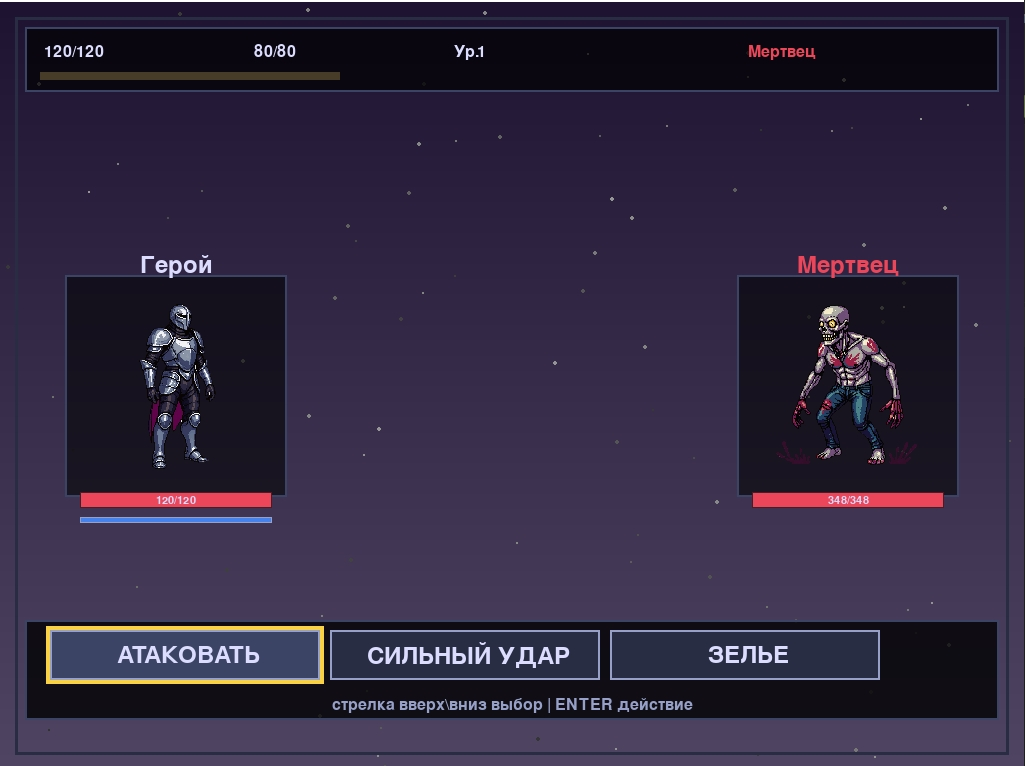 120/120 80/80 Ур.1 Мертвец
Герой Мертвец
120/120 348/348
АТАКОВАТЬ СИЛЬНЫЙ УДАР ЗЕЛЬЕ
стрелка вверх\вниз выбор | ENTER действие